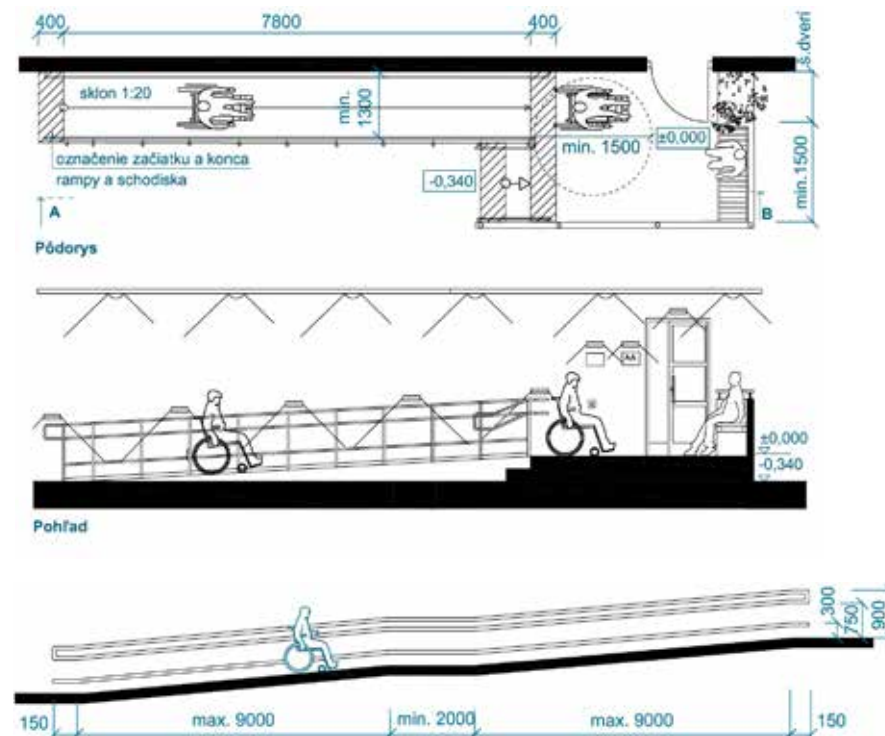 400 7800 400
š.dverí
sklon 1:20
min.
1300
min. 1500
±0,000
označenie začiatku a konca
rampy a schodiska
-0,340
min.1500
A
B
Pôdorys
AA
±0,000
-0,340
Pohľad
300
750
900
150 max. 9000 min. 2000 max. 9000 150